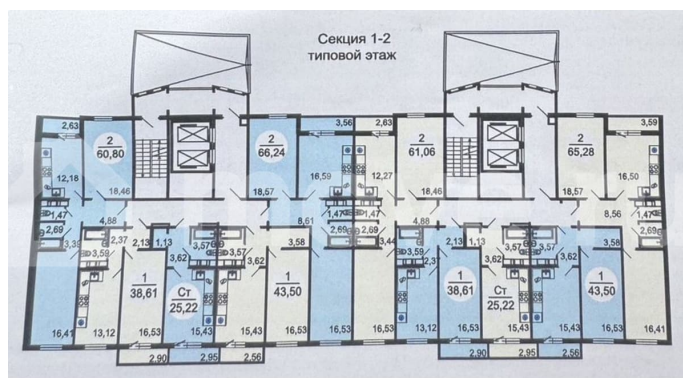 Секция 1-2
типовой этаж
2,63 3,56 2,63 3,59
2 2 2 2
60,80 66,24 61,06 65,28
12,18 16,59 12,27 16,50
18,46 18,57 18,46 18,57
1,47 4,88 8,61 1,47 1,47 4,88 8,56 1,47
2,69 2,69 2,69 2,69
3,39 3,59 2,37 2,13 1,13 3,57 3,57 3,58 3,44 3,59 2,37 2,13 1,13 3,57 3,57 3,58
3,62 3,62 3,62 3,62
1 Ст 1 1 Ст 1
38,61 25,22 43,50 38,61 25,22 43,50
16,41 13,12 16,53 15,43 15,43 16,53 16,53 16,53 13,12 16,53 15,43 15,43 16,53 16,41
2,90 2,95 2,56 2,90 2,95 2,56